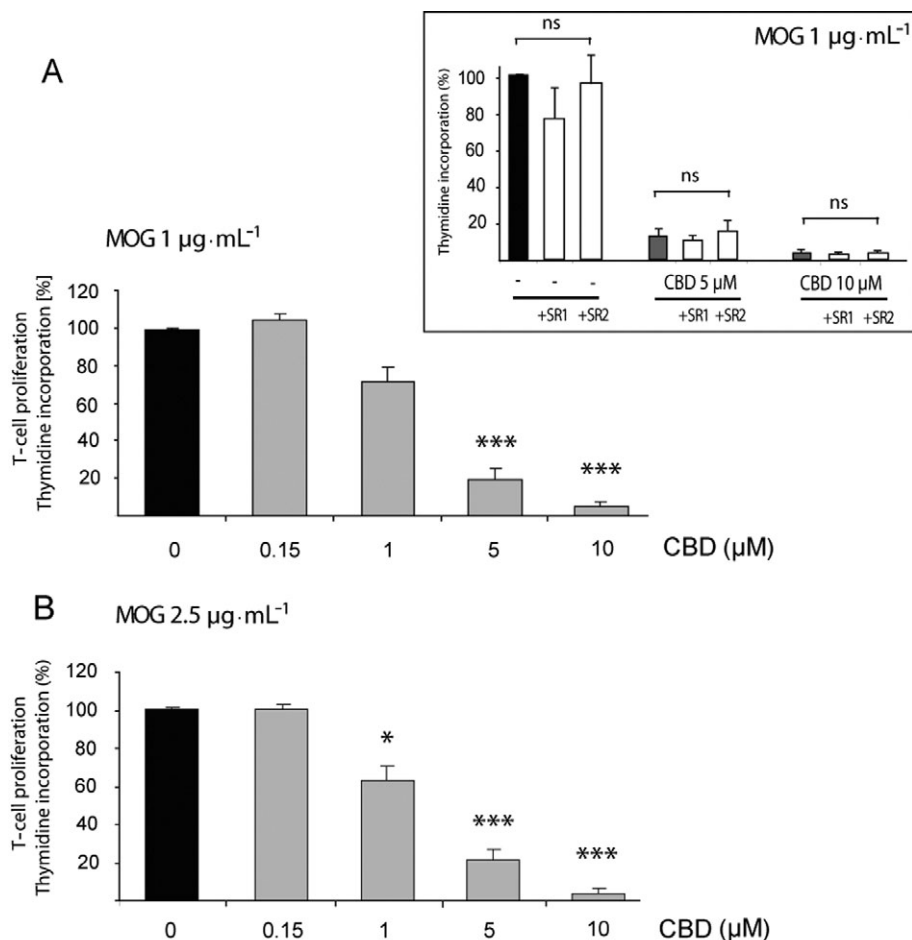 A
MOG 1 µg·mL⁻¹
T-cell proliferation
Thymidine incorporation [%]
120
100
80
60
40
20
***
***
0 0.15 1 5 10 CBD (µM)
MOG 1 µg·mL⁻¹
Thymidine incorporation (%)
100
80
60
40
20
ns
ns
ns
- - -
CBD 5 µM
CBD 10 µM
+SR1 +SR2
+SR1 +SR2
+SR1 +SR2
B
MOG 2.5 µg·mL⁻¹
T-cell proliferation
Thymidine incorporation (%)
120
100
80
60
40
20
*
***
***
0 0.15 1 5 10 CBD (µM)